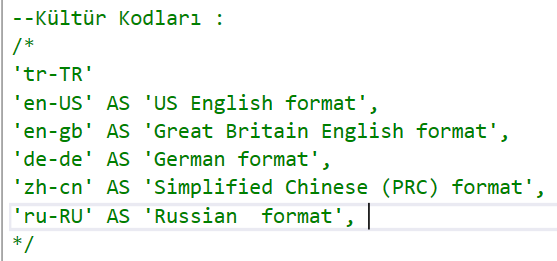 --Kültür Kodları :
/*
'tr-TR'
'en-US' AS 'US English format',
'en-gb' AS 'Great Britain English format',
'de-de' AS 'German format',
'zh-cn' AS 'Simplified Chinese (PRC) format',
'ru-RU' AS 'Russian  format',
*/